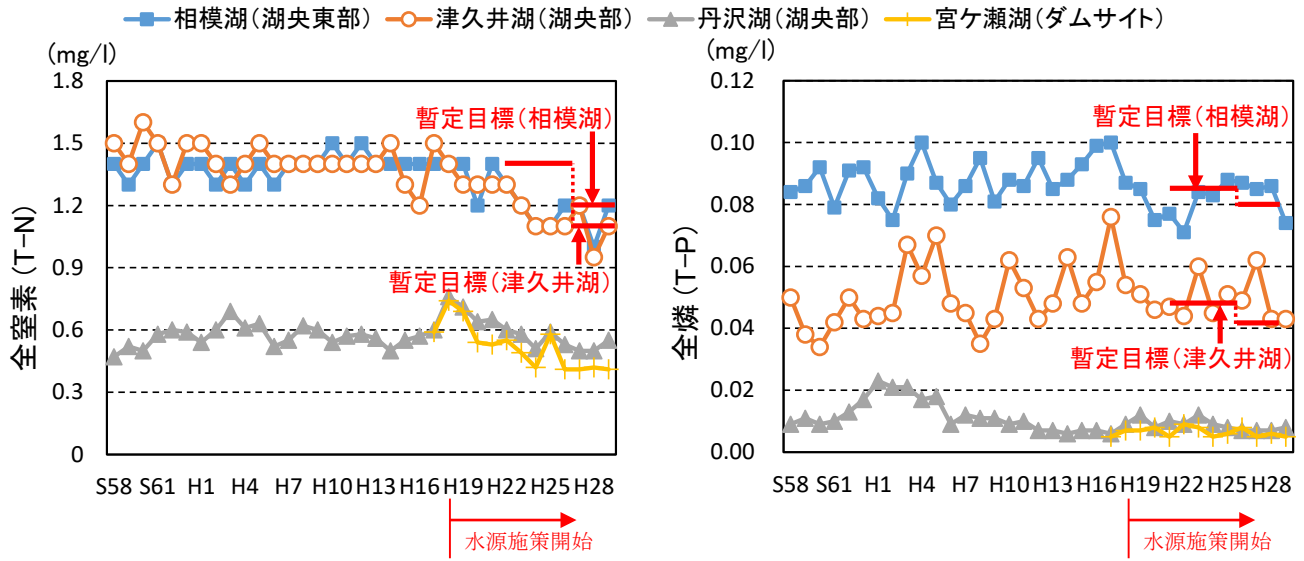 相模湖(湖央東部) 津久井湖(湖央部) 丹沢湖(湖央部) 宮ケ瀬湖(ダムサイト)
(mg/l)
全窒素 (T-N)
1.8
1.5
1.2
0.9
0.6
0.3
0
暫定目標(相模湖)
暫定目標(津久井湖)
S58 S61 H1 H4 H7 H10 H13 H16 H19 H22 H25 H28
水源施策開始
(mg/l)
全燐 (T-P)
0.12
0.10
0.08
0.06
0.04
0.02
0.00
暫定目標(相模湖)
暫定目標(津久井湖)
S58 S61 H1 H4 H7 H10 H13 H16 H19 H22 H25 H28
水源施策開始